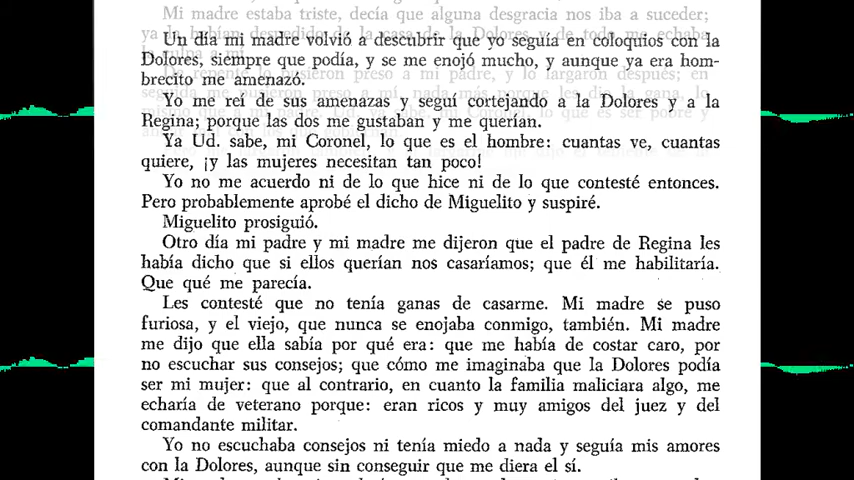 Mi madre estaba triste, decía que alguna desgracia nos iba a suceder;
Un día mi madre volvió a descubrir que yo seguía en coloquios con la
Dolores, siempre que podía, y se me enojó mucho, y aunque ya era hom-
brecito me amenazó.
Yo me reí de sus amenazas y seguí cortejando a la Dolores y a la
Regina; porque las dos me gustaban y me querían.
Ya Ud. sabe, mi Coronel, lo que es el hombre: cuantas ve, cuantas
quiere, ¡y las mujeres necesitan tan poco!
Yo no me acuerdo ni de lo que hice ni de lo que contesté entonces.
Pero probablemente aprobé el dicho de Miguelito y suspiré.
Miguelito prosiguió.
Otro día mi padre y mi madre me dijeron que el padre de Regina les
había dicho que si ellos querían nos casaríamos; que él me habilitaría.
Que qué me parecía.
Les contesté que no tenía ganas de casarme. Mi madre se puso
furiosa, y el viejo, que nunca se enojaba conmigo, también. Mi madre
me dijo que ella sabía por qué era: que me había de costar caro, por
no escuchar sus consejos; que cómo me imaginaba que la Dolores podía
ser mi mujer: que al contrario, en cuanto la familia maliciara algo, me
echaría de veterano porque: eran ricos y muy amigos del juez y del
comandante militar.
Yo no escuchaba consejos ni tenía miedo a nada y seguía mis amores
con la Dolores, aunque sin conseguir que me diera el sí.